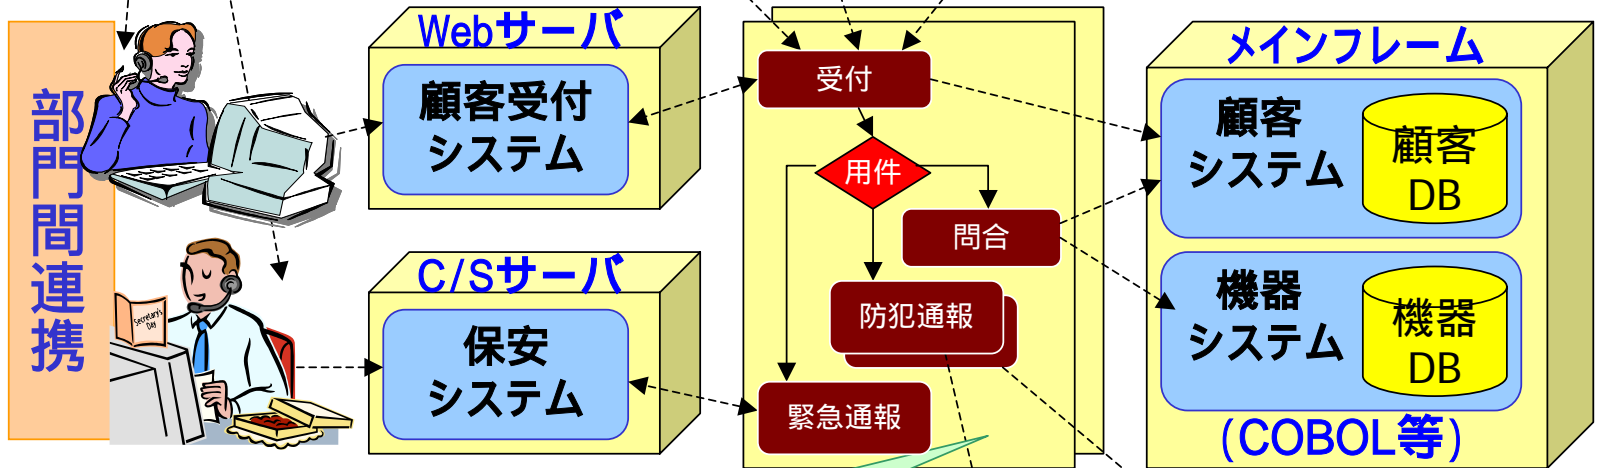 部門間連携
Webサーバ
顧客受付
システム
C/Sサーバ
保安
システム
Secretary's
Day
受付
用件
問合
防犯通報
緊急通報
メインフレーム
顧客
システム
顧客
DB
機器
システム
機器
DB
(COBOL等)